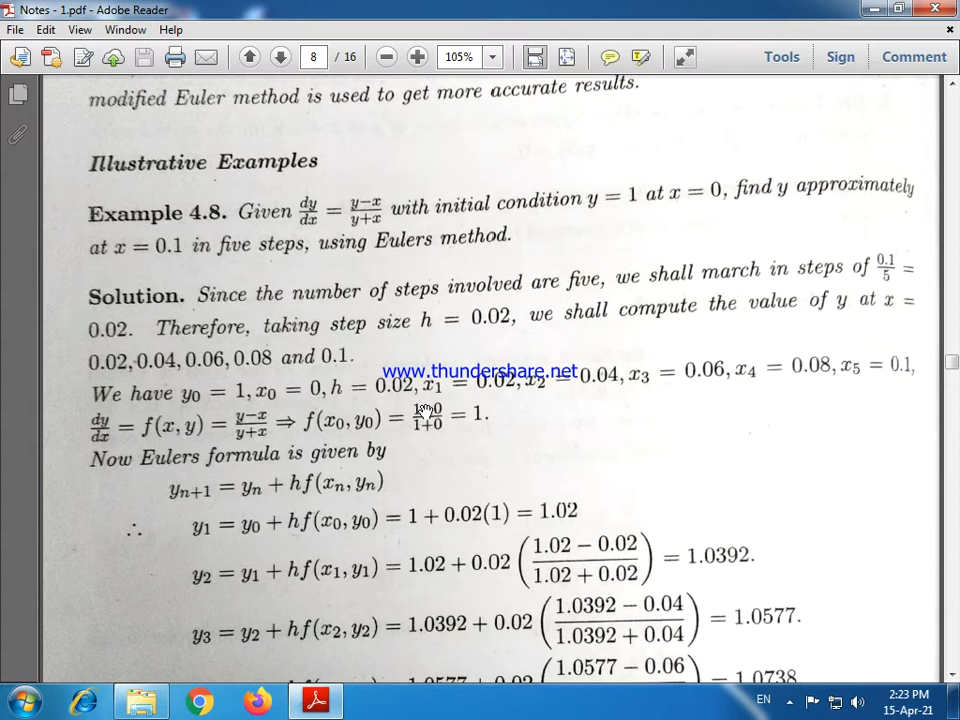 Notes - 1.pdf - Adobe Reader
File Edit View Window Help
8 / 16 105% Tools Sign Comment
modified Euler method is used to get more accurate results.
Illustrative Examples
Example 4.8. Given dy/dx = y−x/y+x with initial condition y = 1 at x = 0, find y approximately
at x = 0.1 in five steps, using Eulers method.
Solution. Since the number of steps involved are five, we shall march in steps of 0.1/5 =
0.02. Therefore, taking step size h = 0.02, we shall compute the value of y at x =
0.02, 0.04, 0.06, 0.08 and 0.1.
www.thundershare.net
We have y0 = 1, x0 = 0, h = 0.02, x1 = 0.02, x2 = 0.04, x3 = 0.06, x4 = 0.08, x5 = 0.1,
dy/dx = f(x, y) = y−x/y+x ⇒ f(x0, y0) = 1−0/1+0 = 1.
Now Eulers formula is given by
yn+1 = yn + hf(xn, yn)
∴ y1 = y0 + hf(x0, y0) = 1 + 0.02(1) = 1.02
y2 = y1 + hf(x1, y1) = 1.02 + 0.02 (1.02 − 0.02 / 1.02 + 0.02) = 1.0392.
y3 = y2 + hf(x2, y2) = 1.0392 + 0.02 (1.0392 − 0.04 / 1.0392 + 0.04) = 1.0577.
1.0577 − 0.06
EN 2:23 PM
15-Apr-21